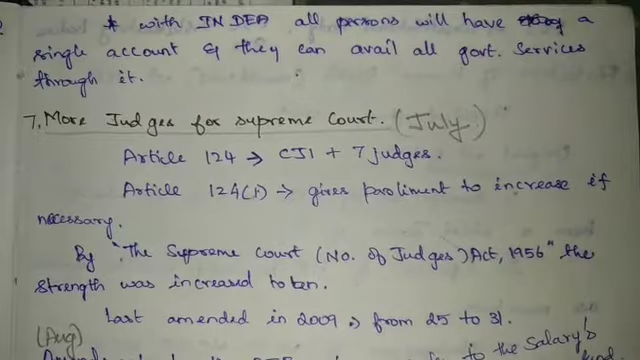 * with INDEA all persons will have a
single account & they can avail all govt. services
through it.
7. More Judges for supreme Court. (July)
Article 124 → CJI + 7 judges.
Article 124(1) → gives parliment to increase if
necessary.
By "The Supreme Court (No. of Judges) Act, 1956" the
strength was increased to ten.
Last amended in 2009 → from 25 to 31.
(Aug)
to the Salary's